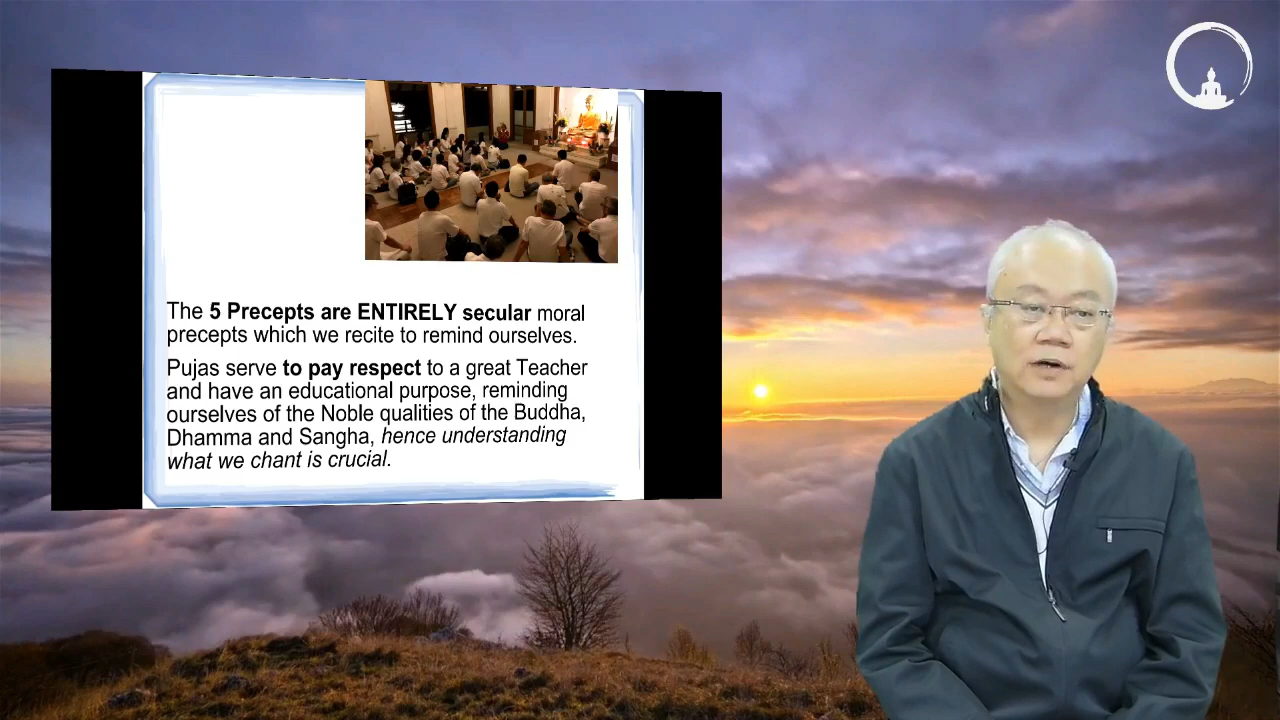 The 5 Precepts are ENTIRELY secular moral
precepts which we recite to remind ourselves.
Pujas serve to pay respect to a great Teacher
and have an educational purpose, reminding
ourselves of the Noble qualities of the Buddha,
Dhamma and Sangha, hence understanding
what we chant is crucial.